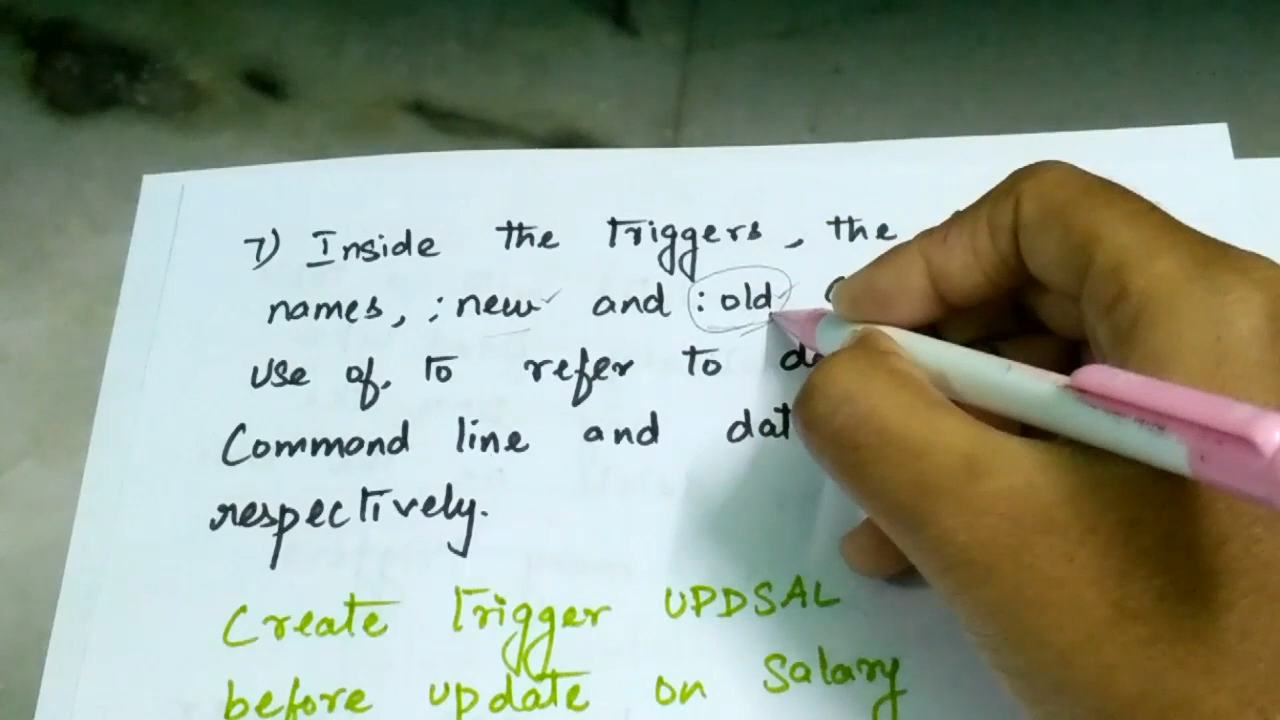 7) Inside the Triggers, the
names, :new and :old
use of, to refer to
Command line and dat
respectively.
Create Trigger UPDSAL
before update on Salary